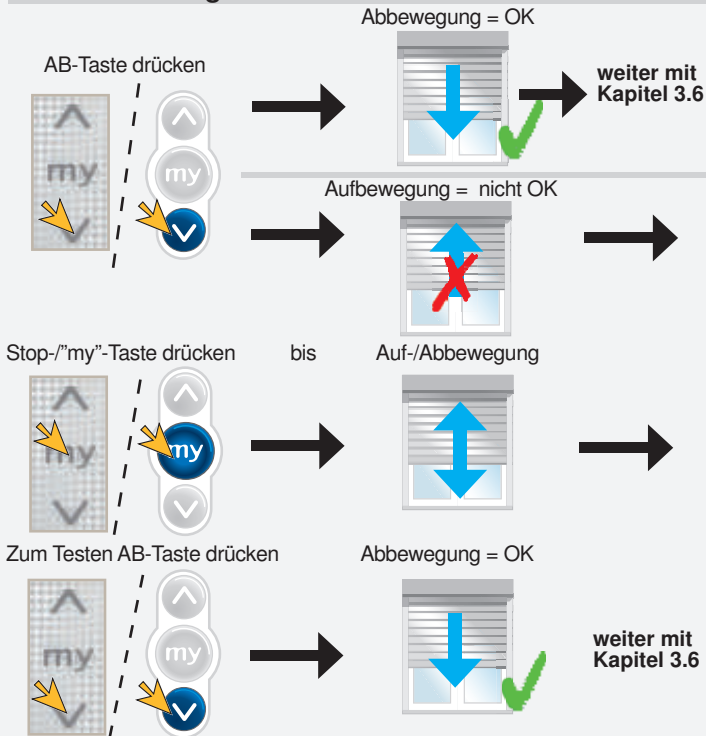 Abbewegung = OK
AB-Taste drücken
weiter mit
Kapitel 3.6
my
my
Aufbewegung = nicht OK
Stop-/"my"-Taste drücken bis Auf-/Abbewegung
my
my
Zum Testen AB-Taste drücken Abbewegung = OK
my
my
weiter mit
Kapitel 3.6